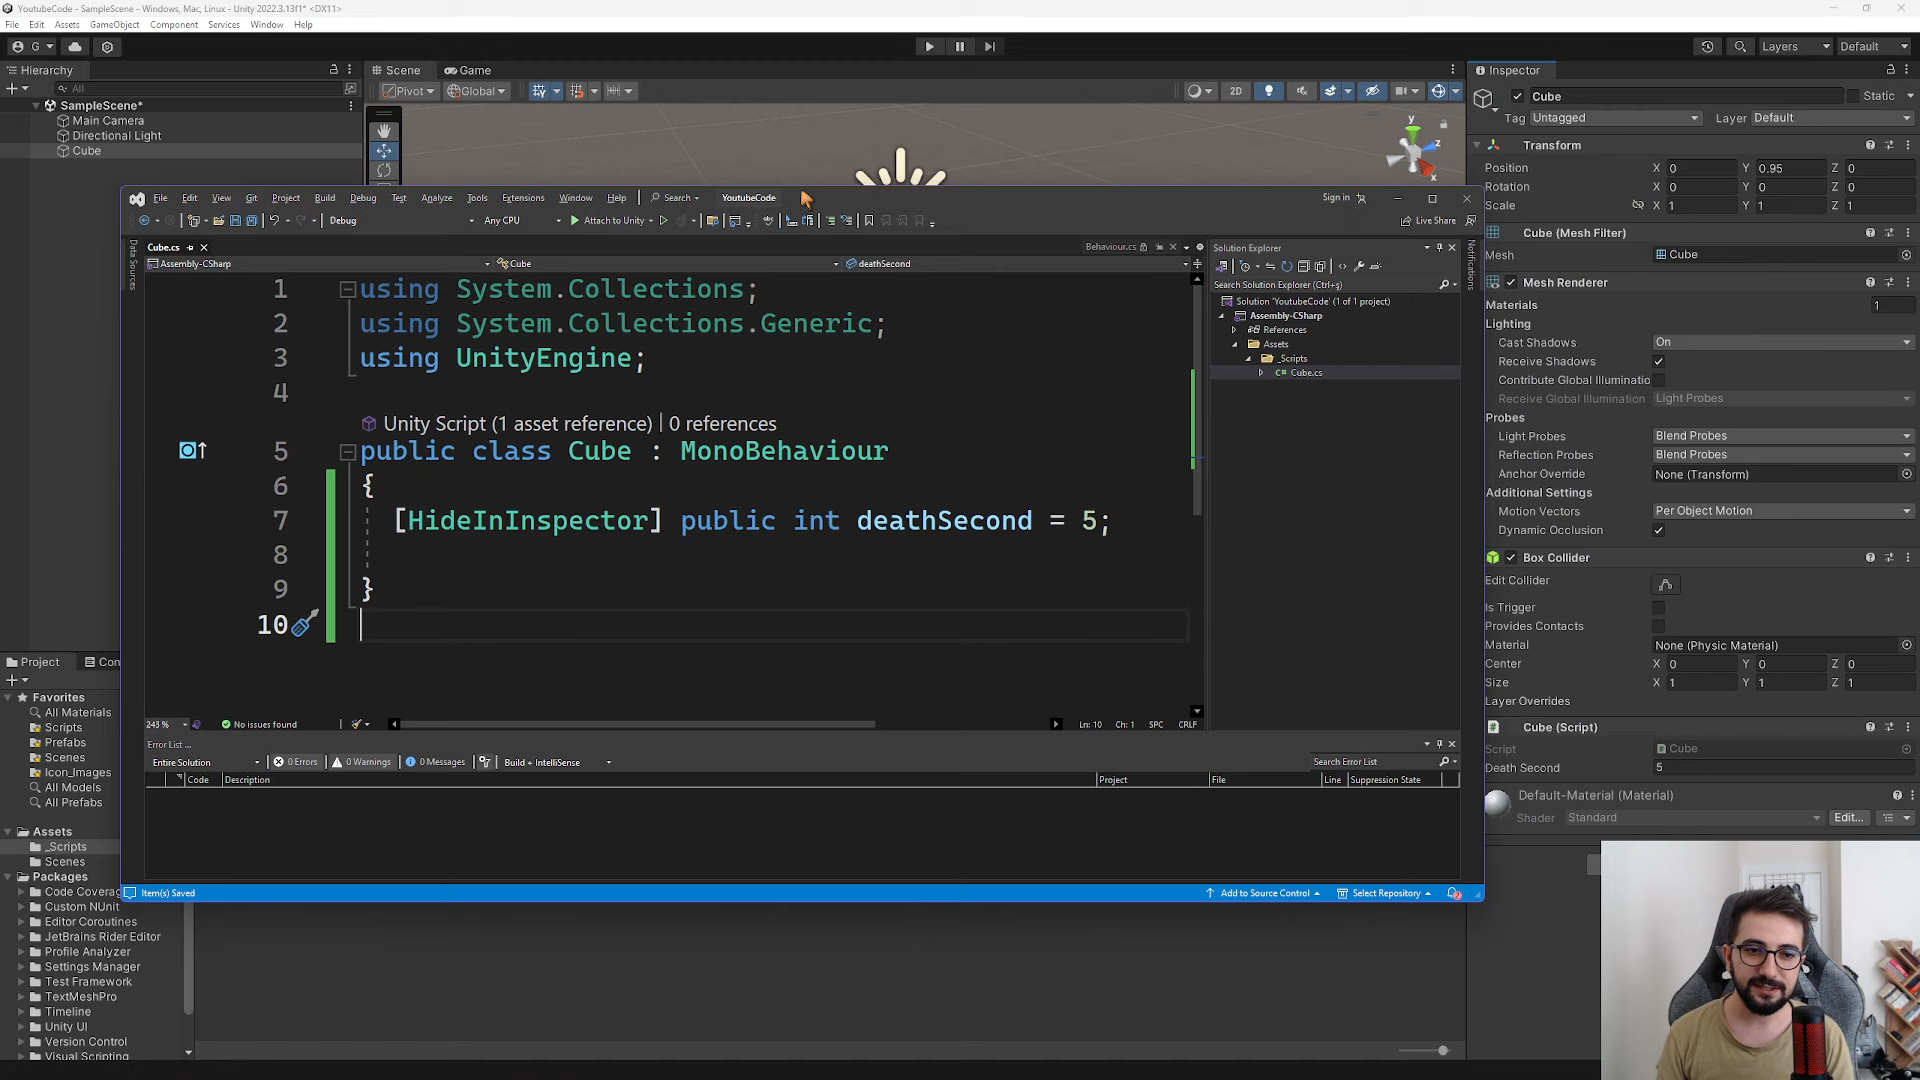 YoutubeCode - SampleScene - Windows, Mac, Linux - Unity 2022.3.13f1* <DX11>
File Edit Assets GameObject Component Services Window Help
G Layers Default
Hierarchy
All
SampleScene*
Main Camera
Directional Light
Cube
Scene Game
Pivot Global 2D
y
z
x
Inspector
Cube Static
Tag Untagged Layer Default
Transform
Position X 0 Y 0.95 Z 0
Rotation X 0 Y 0 Z 0
Scale X 1 Y 1 Z 1
Cube (Mesh Filter)
Mesh Cube
Mesh Renderer
Materials 1
Lighting
Cast Shadows On
Receive Shadows
Contribute Global Illuminatio
Receive Global Illumination Light Probes
Probes
Light Probes Blend Probes
Reflection Probes Blend Probes
Anchor Override None (Transform)
Additional Settings
Motion Vectors Per Object Motion
Dynamic Occlusion
Box Collider
Edit Collider
Is Trigger
Provides Contacts
Material None (Physic Material)
Center X 0 Y 0 Z 0
Size X 1 Y 1 Z 1
Layer Overrides
Cube (Script)
Script Cube
Death Second 5
Default-Material (Material)
Shader Standard Edit...
File Edit View Git Project Build Debug Test Analyze Tools Extensions Window Help Search YoutubeCode Sign in
Debug Any CPU Attach to Unity Live Share
Data Sources
Notifications
Cube.cs Behaviour.cs
Assembly-CSharp Cube deathSecond
1 using System.Collections;
2 using System.Collections.Generic;
3 using UnityEngine;
4
Unity Script (1 asset reference) | 0 references
5 public class Cube : MonoBehaviour
6 {
7 [HideInInspector] public int deathSecond = 5;
8
9 }
10
243 % No issues found Ln: 10 Ch: 1 SPC CRLF
Solution Explorer
Search Solution Explorer (Ctrl+ş)
Solution 'YoutubeCode' (1 of 1 project)
Assembly-CSharp
References
Assets
_Scripts
C# Cube.cs
Error List ...
Entire Solution 0 Errors 0 Warnings 0 Messages Build + IntelliSense Search Error List
Code Description Project File Line Suppression State
Item(s) Saved Add to Source Control Select Repository 2
Project Con
Favorites
All Materials
Scripts
Prefabs
Scenes
Icon_Images
All Models
All Prefabs
Assets
_Scripts
Scenes
Packages
Code Coverag
Custom NUnit
Editor Coroutines
JetBrains Rider Editor
Profile Analyzer
Settings Manager
Test Framework
TextMeshPro
Timeline
Unity UI
Version Control
Visual Scripting